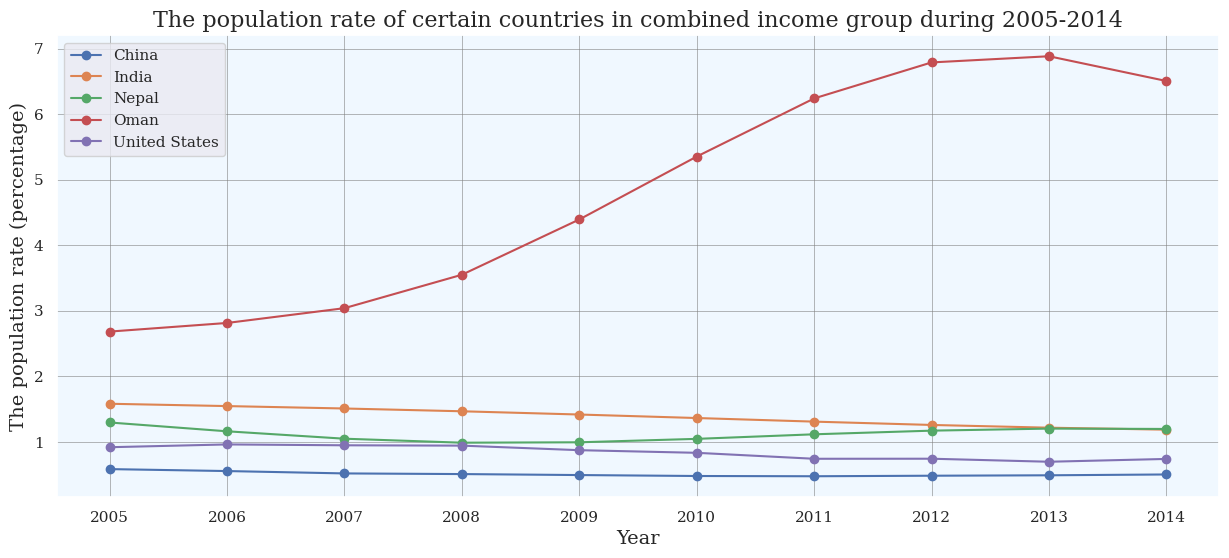 The population rate of certain countries in combined income group during 2005-2014
China
India
Nepal
Oman
United States
The population rate (percentage)
7
6
5
4
3
2
1
2005 2006 2007 2008 2009 2010 2011 2012 2013 2014
Year